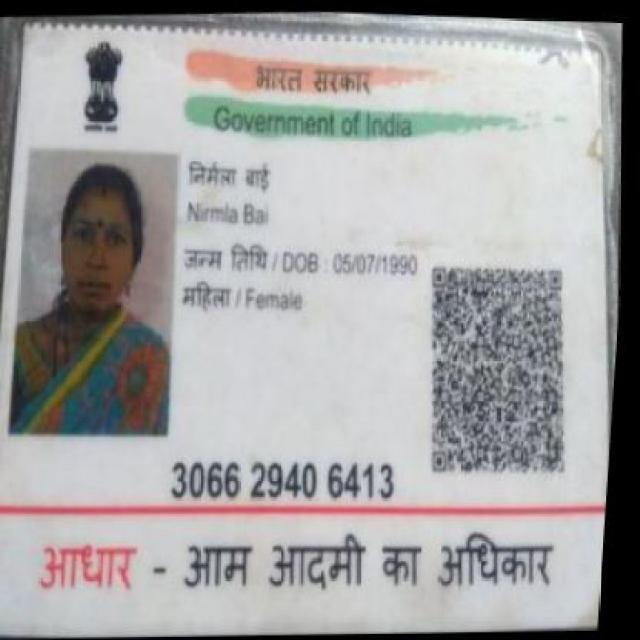 भारत सरकार
Government of India
निर्मला बाई
Nirmla Bai
जन्म तिथि / DOB : 05/07/1990
महिला / Female
3066 2940 6413
आधार - आम आदमी का अधिकार